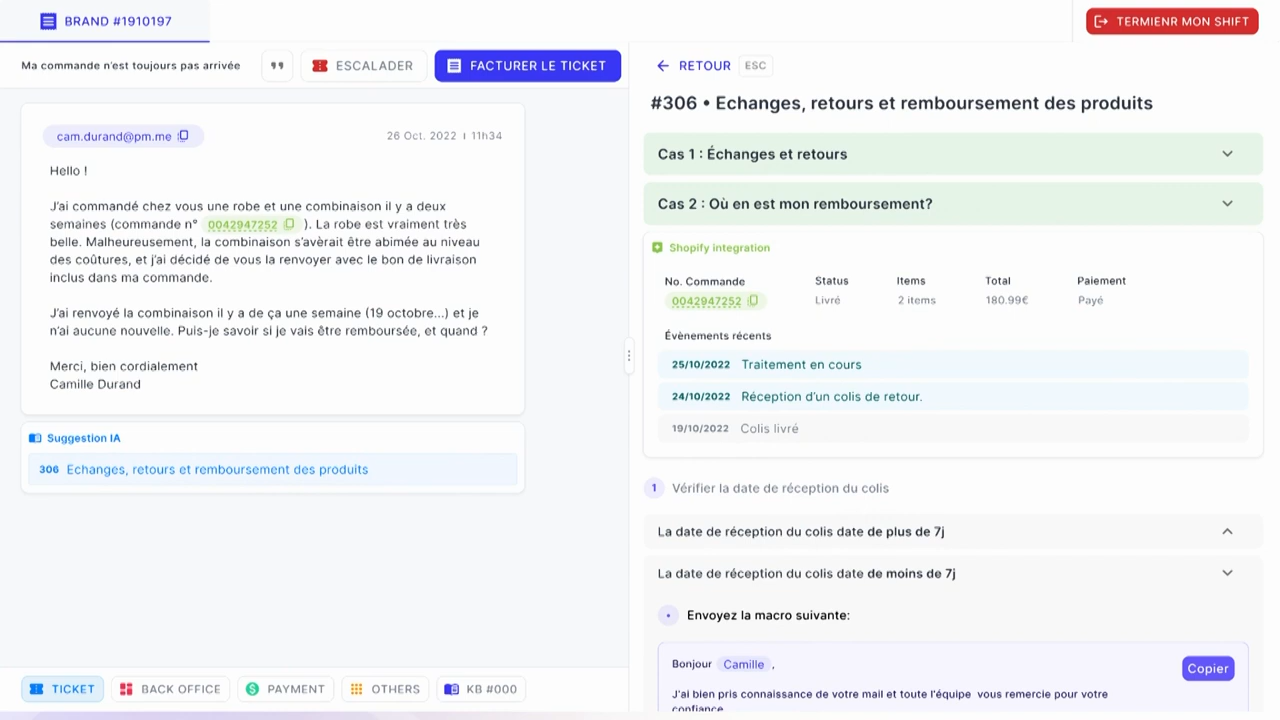 BRAND #1910197
TERMIENR MON SHIFT
Ma commande n'est toujours pas arrivée
ESCALADER
FACTURER LE TICKET
cam.durand@pm.me
26 Oct. 2022 I 11h34
Hello !
J'ai commandé chez vous une robe et une combinaison il y a deux
semaines (commande n° 0042947252 ). La robe est vraiment très
belle. Malheureusement, la combinaison s'avèrait être abimée au niveau
des coûtures, et j'ai décidé de vous la renvoyer avec le bon de livraison
inclus dans ma commande.
J'ai renvoyé la combinaison il y a de ça une semaine (19 octobre...) et je
n'ai aucune nouvelle. Puis-je savoir si je vais être remboursée, et quand ?
Merci, bien cordialement
Camille Durand
Suggestion IA
306 Echanges, retours et remboursement des produits
TICKET
BACK OFFICE
PAYMENT
OTHERS
KB #000
RETOUR ESC
#306 • Echanges, retours et remboursement des produits
Cas 1 : Échanges et retours
Cas 2 : Où en est mon remboursement?
Shopify integration
No. Commande Status Items Total Paiement
0042947252 Livré 2 items 180.99€ Payé
Évènements récents
25/10/2022 Traitement en cours
24/10/2022 Réception d'un colis de retour.
19/10/2022 Colis livré
1 Vérifier la date de réception du colis
La date de réception du colis date de plus de 7j
La date de réception du colis date de moins de 7j
Envoyez la macro suivante:
Bonjour Camille ,
Copier
J'ai bien pris connaissance de votre mail et toute l'équipe vous remercie pour votre
confiance